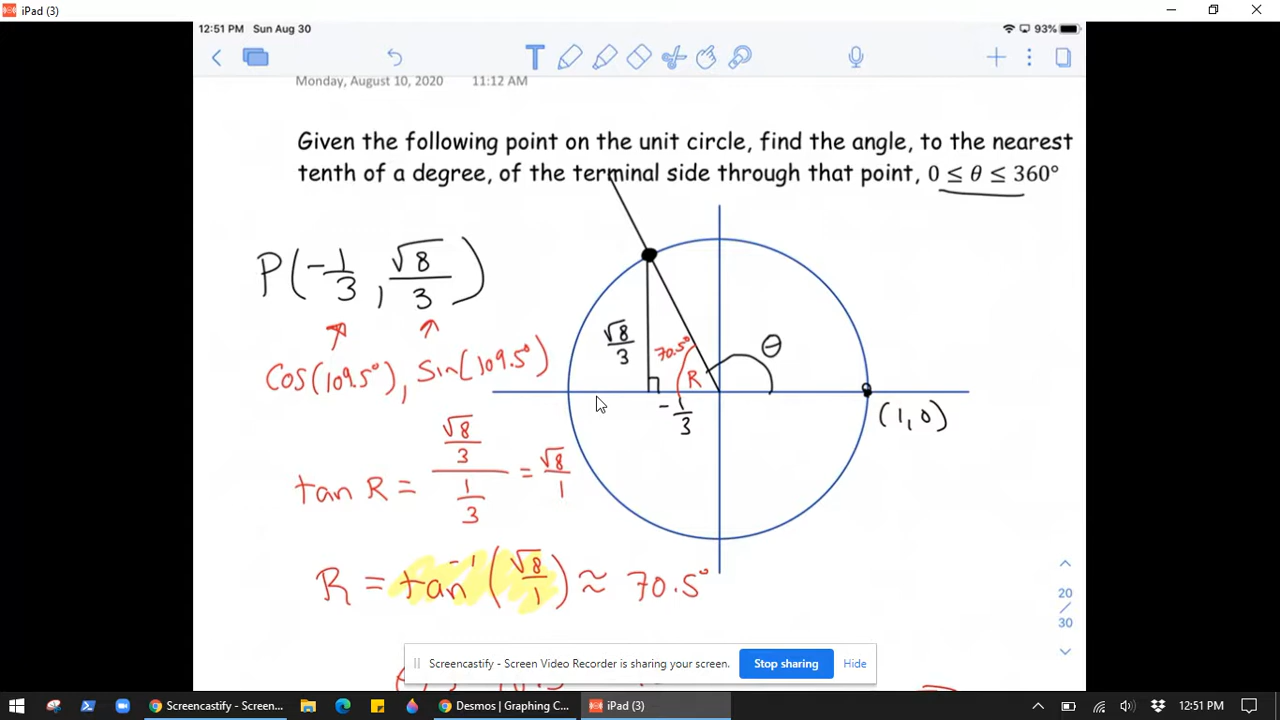 iPad (3)
12:51 PM Sun Aug 30
93%
T
Monday, August 10, 2020 11:12 AM
Given the following point on the unit circle, find the angle, to the nearest
tenth of a degree, of the terminal side through that point, 0 ≤ θ ≤ 360°
P(-1/3, √8/3)
Cos(109.5°), Sin(109.5°)
√8/3
70.5°
R
θ
-1/3
(1,0)
tan R = (√8/3)/(1/3) = √8/1
R = tan⁻¹(√8/1) ≈ 70.5°
20
/
30
Screencastify - Screen Video Recorder is sharing your screen. Stop sharing Hide
Screencastify - Screen... Desmos | Graphing C... iPad (3) 12:51 PM